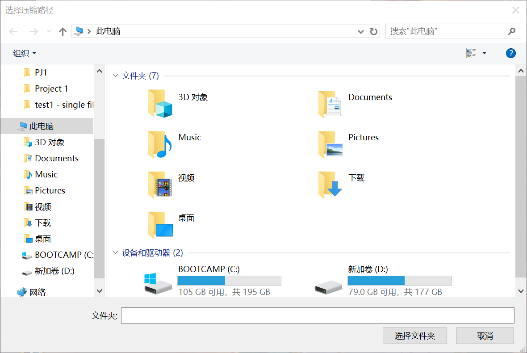 选择压缩路径
此电脑
搜索"此电脑"
组织
PJ1
Project 1
test1 - single fil
此电脑
3D 对象
Documents
Music
Pictures
视频
下载
桌面
BOOTCAMP (C:
新加卷 (D:)
网络
文件夹 (7)
3D 对象
Documents
Music
Pictures
视频
下载
桌面
设备和驱动器 (2)
BOOTCAMP (C:)
105 GB 可用，共 195 GB
新加卷 (D:)
79.0 GB 可用，共 177 GB
文件夹:
选择文件夹
取消